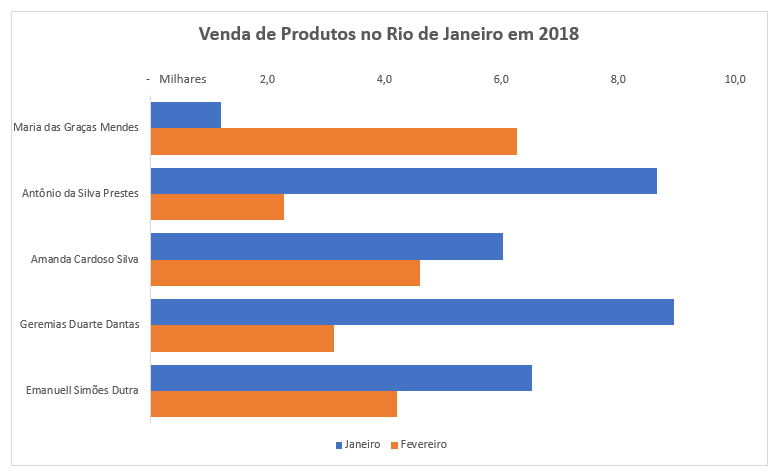 Venda de Produtos no Rio de Janeiro em 2018
- Milhares 2,0 4,0 6,0 8,0 10,0
Maria das Graças Mendes
Antônio da Silva Prestes
Amanda Cardoso Silva
Geremias Duarte Dantas
Emanuell Simões Dutra
Janeiro Fevereiro